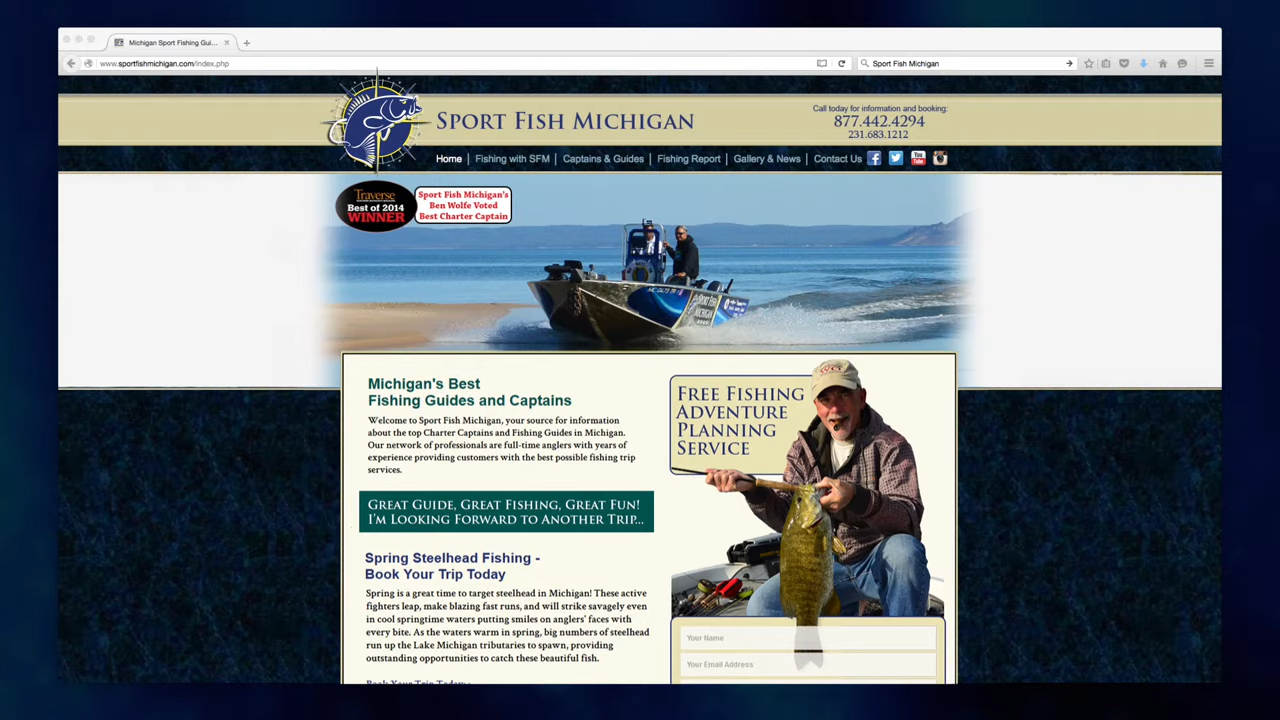 Michigan Sport Fishing Gui...
www.sportfishmichigan.com/index.php
Sport Fish Michigan
Sport Fish Michigan
Call today for information and booking:
877.442.4294
231.683.1212
Home | Fishing with SFM | Captains & Guides | Fishing Report | Gallery & News | Contact Us
You
Tube
Traverse
Best of 2014
WINNER
Sport Fish Michigan's
Ben Wolfe Voted
Best Charter Captain
SPORT FISH
MICHIGAN
Michigan's Best
Fishing Guides and Captains
Welcome to Sport Fish Michigan, your source for information
about the top Charter Captains and Fishing Guides in Michigan.
Our network of professionals are full-time anglers with years of
experience providing customers with the best possible fishing trip
services.
Great Guide, Great Fishing, Great Fun!
I'm Looking Forward to Another Trip...
Spring Steelhead Fishing -
Book Your Trip Today
Spring is a great time to target steelhead in Michigan! These active
fighters leap, make blazing fast runs, and will strike savagely even
in cool springtime waters putting smiles on anglers' faces with
every bite. As the waters warm in spring, big numbers of steelhead
run up the Lake Michigan tributaries to spawn, providing
outstanding opportunities to catch these beautiful fish.
Book Your Trip Today
Free Fishing
Adventure
Planning
Service
Your Name
Your Email Address